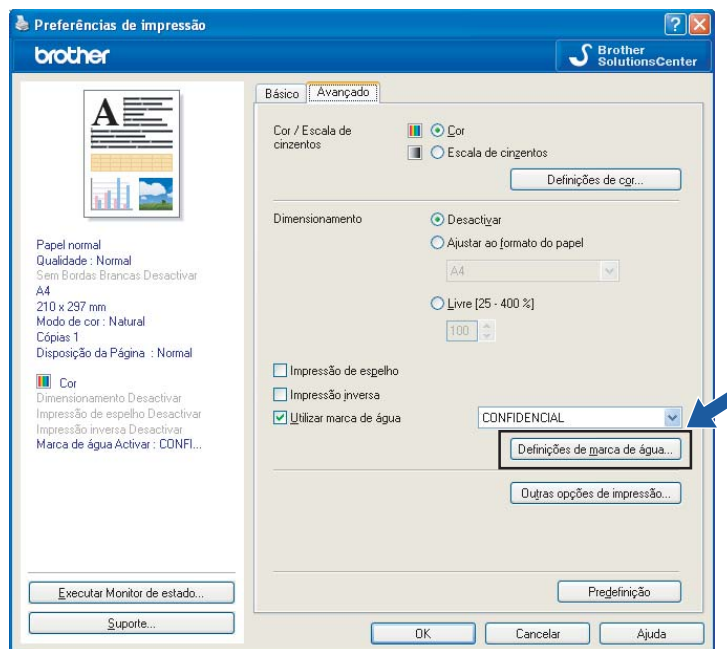 Preferências de impressão
brother
Brother
SolutionsCenter
Básico
Avançado
A
Papel normal
Qualidade : Normal
Sem Bordas Brancas Desactivar
A4
210 x 297 mm
Modo de cor : Natural
Cópias 1
Disposição da Página : Normal
Cor
Dimensionamento Desactivar
Impressão de espelho Desactivar
Impressão inversa Desactivar
Marca de água Activar : CONFI...
Executar Monitor de estado...
Suporte...
Cor / Escala de
cinzentos
Cor
Escala de cinzentos
Definições de cor...
Dimensionamento
Desactivar
Ajustar ao formato do papel
A4
Livre [25 - 400 %]
100
Impressão de espelho
Impressão inversa
Utilizar marca de água
CONFIDENCIAL
Definições de marca de água...
Outras opções de impressão...
Predefinição
OK
Cancelar
Ajuda